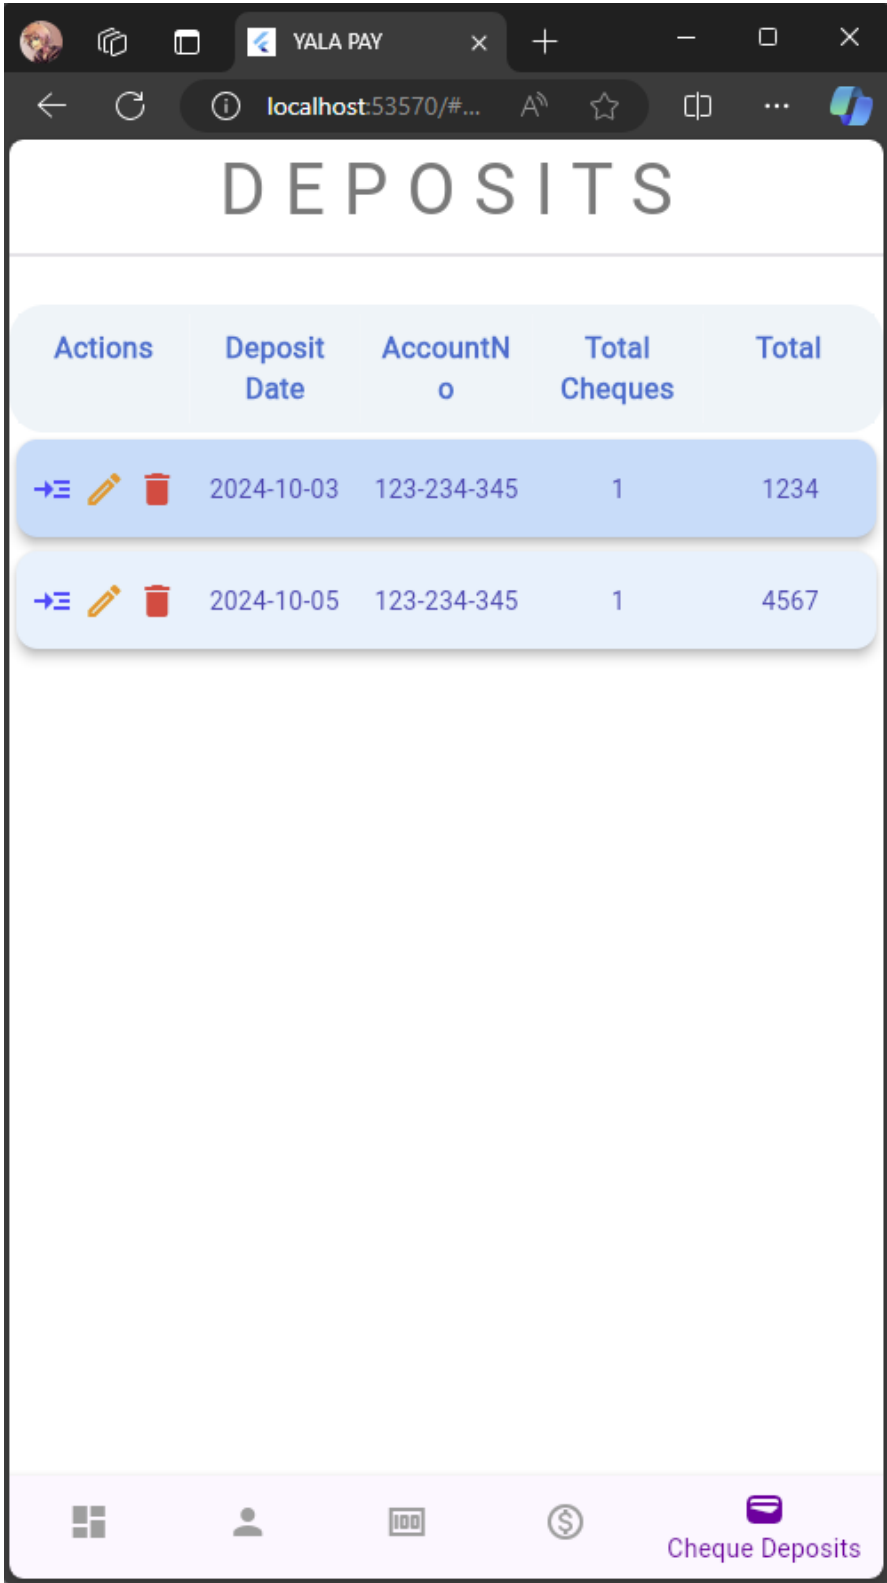 YALA PAY
localhost:53570/#...
DEPOSITS
Actions
Deposit
Date
AccountN
o
Total
Cheques
Total
2024-10-03 123-234-345 1 1234
2024-10-05 123-234-345 1 4567
100
Cheque Deposits